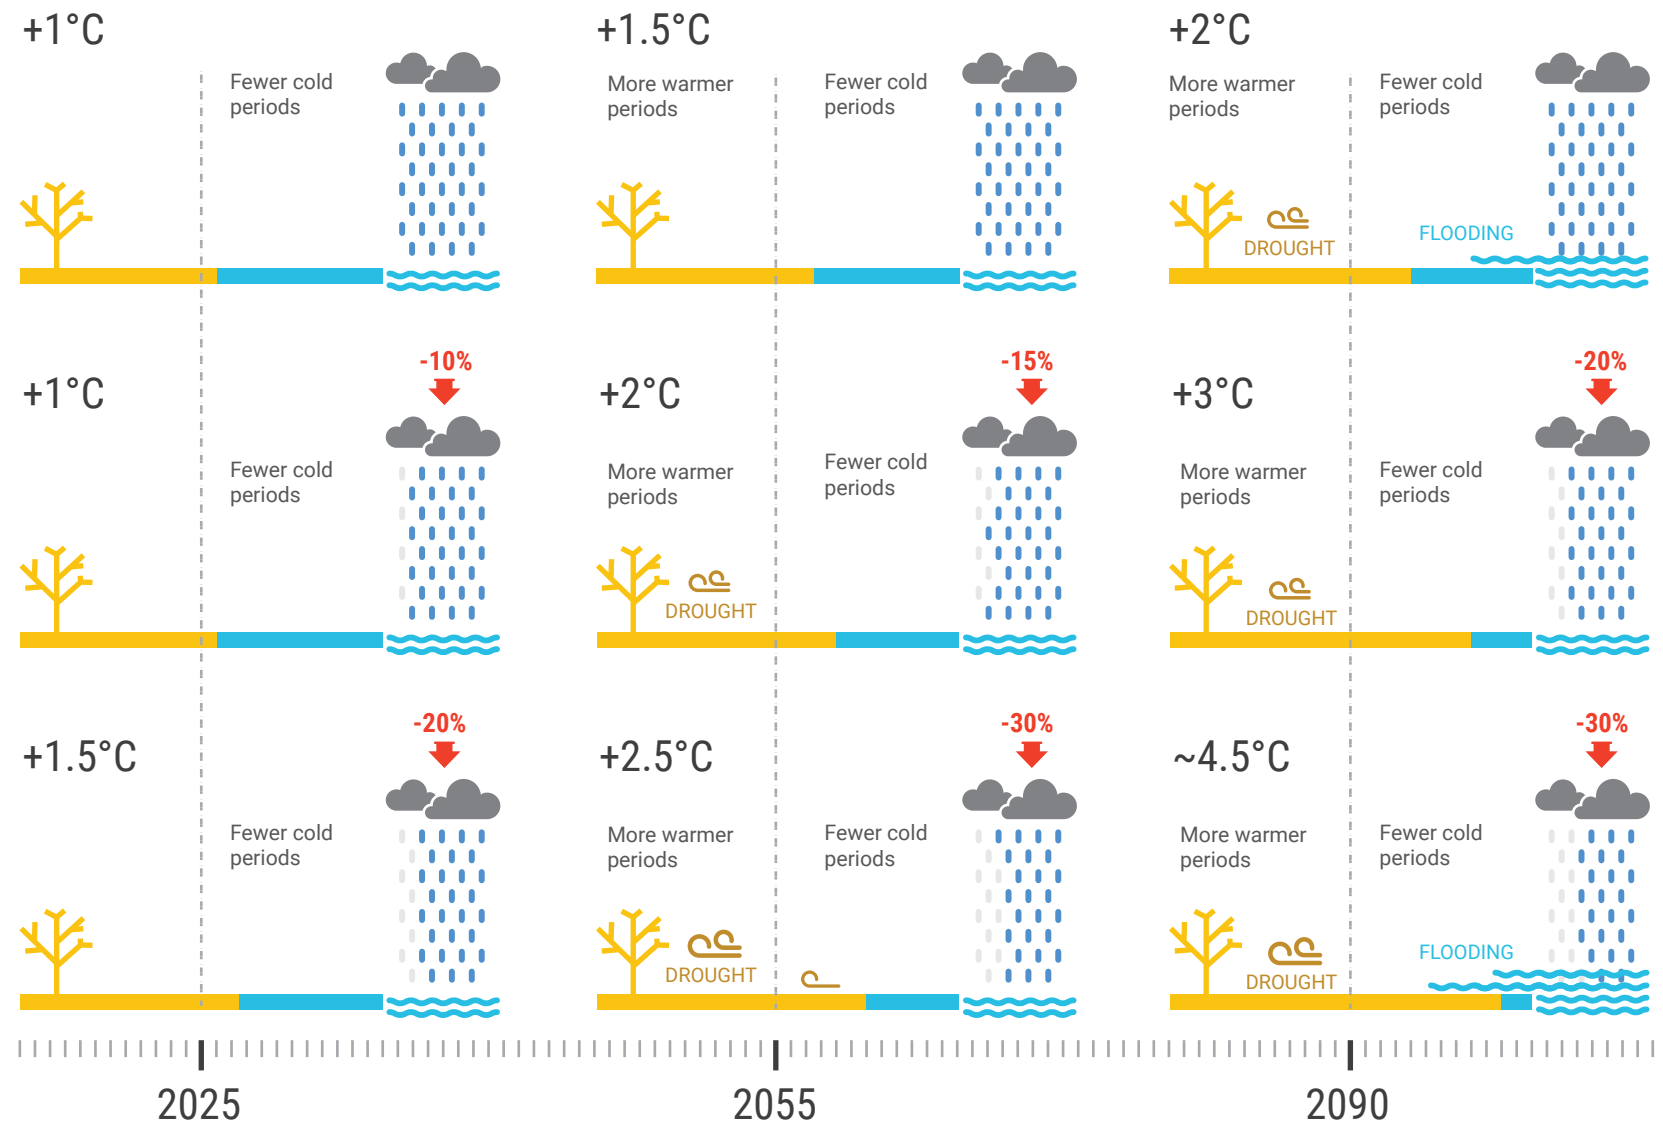 +1°C
Fewer cold
periods
+1.5°C
More warmer
periods
Fewer cold
periods
+2°C
More warmer
periods
Fewer cold
periods
DROUGHT
FLOODING
+1°C
-10%
Fewer cold
periods
+2°C
-15%
More warmer
periods
Fewer cold
periods
DROUGHT
+3°C
-20%
More warmer
periods
Fewer cold
periods
DROUGHT
+1.5°C
-20%
Fewer cold
periods
+2.5°C
-30%
More warmer
periods
Fewer cold
periods
DROUGHT
~4.5°C
-30%
More warmer
periods
Fewer cold
periods
DROUGHT
FLOODING
2025
2055
2090